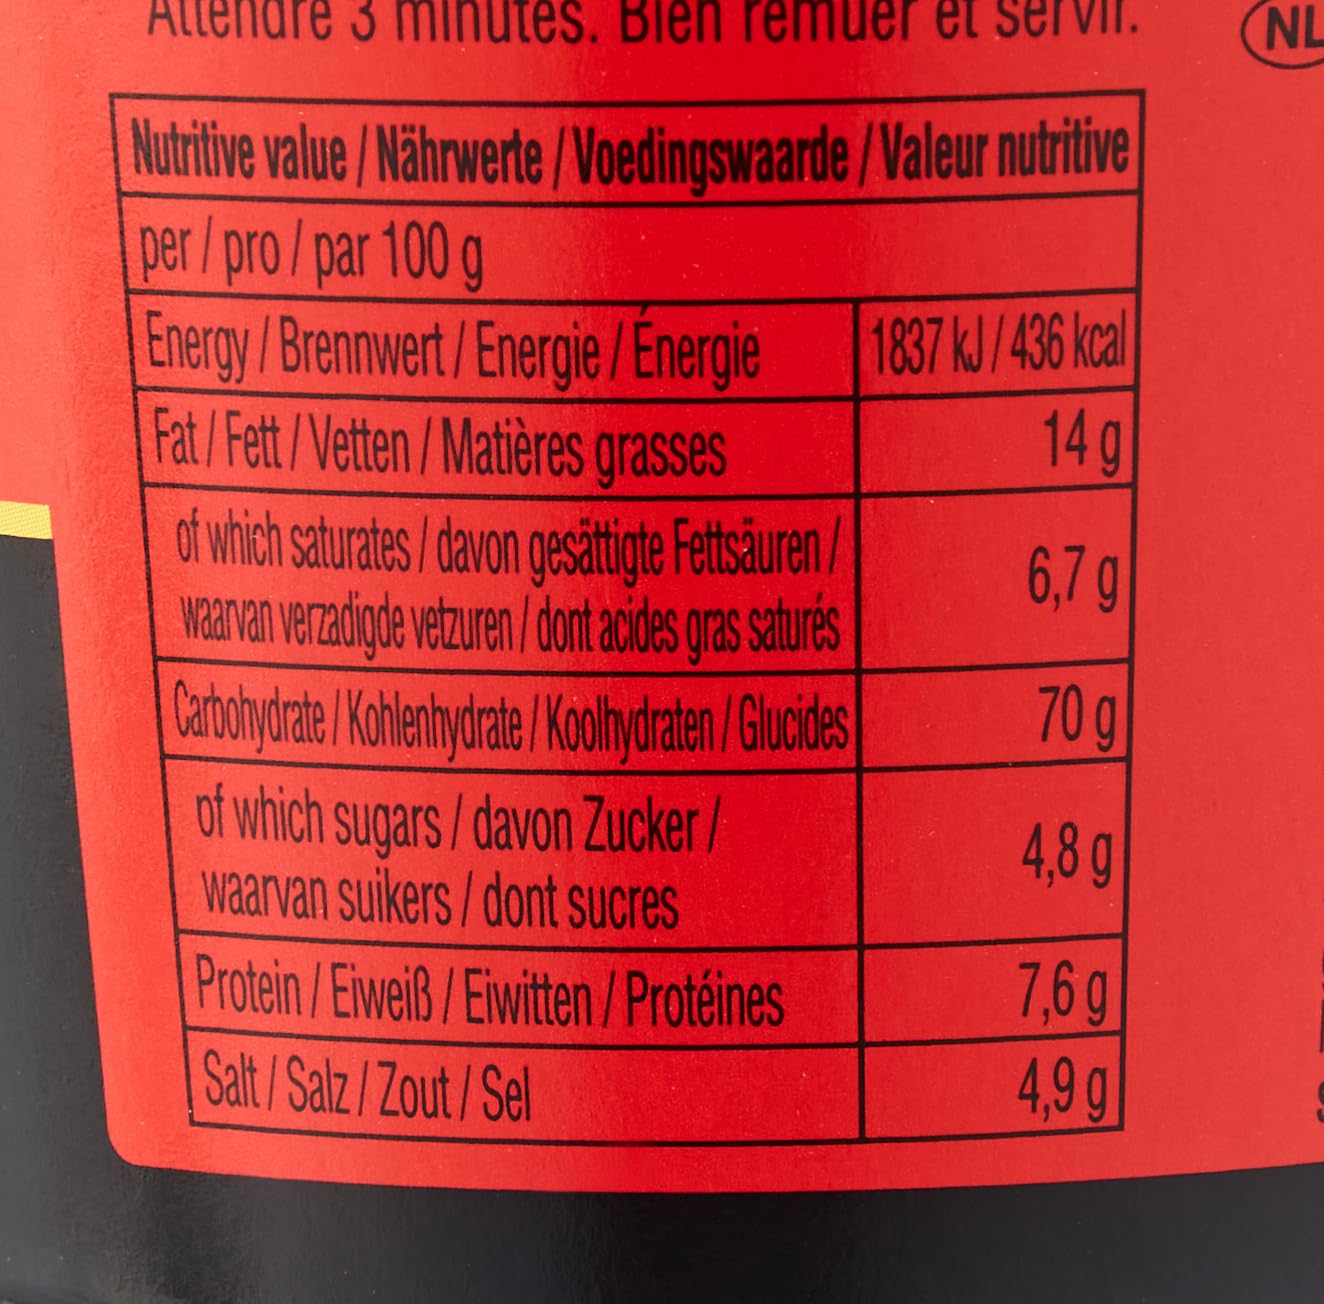 Attendre 3 minutes. Bien remuer et servir.
NL
Nutritive value / Nährwerte / Voedingswaarde / Valeur nutritive
per / pro / par 100 g
Energy / Brennwert / Energie / Énergie 1837 kJ / 436 kcal
Fat / Fett / Vetten / Matières grasses 14 g
of which saturates / davon gesättigte Fettsäuren /
waarvan verzadigde vetzuren / dont acides gras saturés 6,7 g
Carbohydrate / Kohlenhydrate / Koolhydraten / Glucides 70 g
of which sugars / davon Zucker /
waarvan suikers / dont sucres 4,8 g
Protein / Eiweiß / Eiwitten / Protéines 7,6 g
Salt / Salz / Zout / Sel 4,9 g